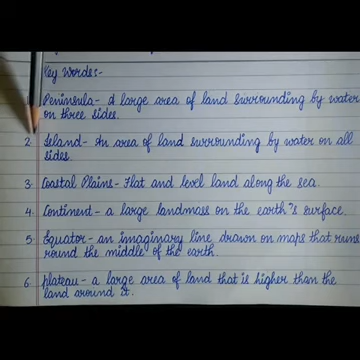 Key Words:-
1. Peninsula- A large area of land surrounding by water
on three sides.
2. Island- An area of land surrounding by water on all
sides.
3. Coastal Plains- Flat and level land along the sea.
4. Continent- a large landmass on the earth's surface.
5. Equator- an imaginary line drawn on maps that runs
round the middle of the earth.
6. plateau- a large area of land that is higher than the
land around it.